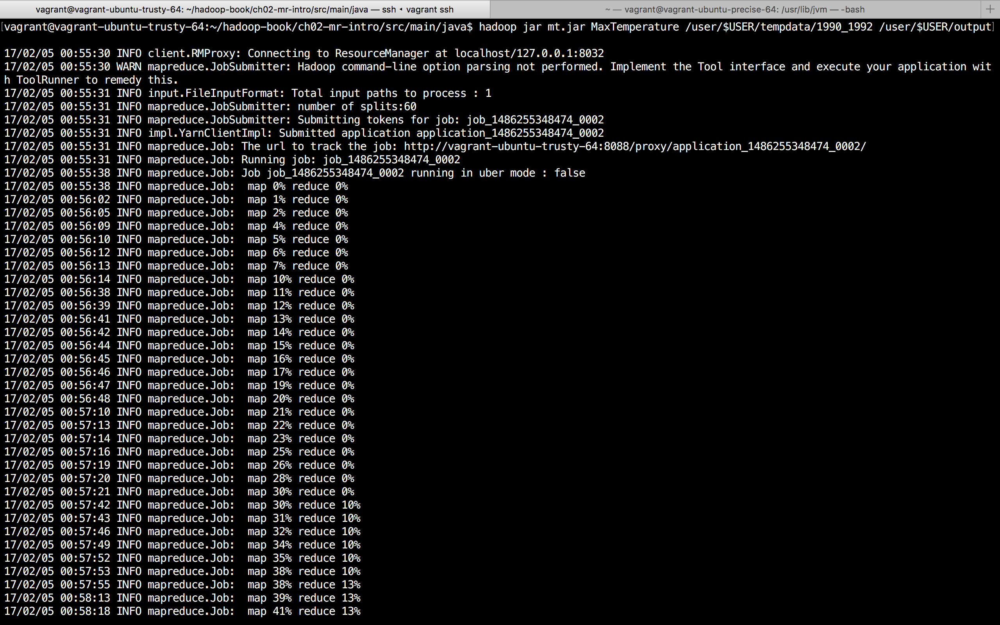 vagrant@vagrant-ubuntu-trusty-64: ~/hadoop-book/ch02-mr-intro/src/main/java — ssh ◂ vagrant ssh
~ — vagrant@vagrant-ubuntu-precise-64: /usr/lib/jvm — -bash
[vagrant@vagrant-ubuntu-trusty-64:~/hadoop-book/ch02-mr-intro/src/main/java$ hadoop jar mt.jar MaxTemperature /user/$USER/tempdata/1990_1992 /user/$USER/output]
17/02/05 00:55:30 INFO client.RMProxy: Connecting to ResourceManager at localhost/127.0.0.1:8032
17/02/05 00:55:30 WARN mapreduce.JobSubmitter: Hadoop command-line option parsing not performed. Implement the Tool interface and execute your application wit
h ToolRunner to remedy this.
17/02/05 00:55:31 INFO input.FileInputFormat: Total input paths to process : 1
17/02/05 00:55:31 INFO mapreduce.JobSubmitter: number of splits:60
17/02/05 00:55:31 INFO mapreduce.JobSubmitter: Submitting tokens for job: job_1486255348474_0002
17/02/05 00:55:31 INFO impl.YarnClientImpl: Submitted application application_1486255348474_0002
17/02/05 00:55:31 INFO mapreduce.Job: The url to track the job: http://vagrant-ubuntu-trusty-64:8088/proxy/application_1486255348474_0002/
17/02/05 00:55:31 INFO mapreduce.Job: Running job: job_1486255348474_0002
17/02/05 00:55:38 INFO mapreduce.Job: Job job_1486255348474_0002 running in uber mode : false
17/02/05 00:55:38 INFO mapreduce.Job:  map 0% reduce 0%
17/02/05 00:56:02 INFO mapreduce.Job:  map 1% reduce 0%
17/02/05 00:56:05 INFO mapreduce.Job:  map 2% reduce 0%
17/02/05 00:56:09 INFO mapreduce.Job:  map 4% reduce 0%
17/02/05 00:56:10 INFO mapreduce.Job:  map 5% reduce 0%
17/02/05 00:56:12 INFO mapreduce.Job:  map 6% reduce 0%
17/02/05 00:56:13 INFO mapreduce.Job:  map 7% reduce 0%
17/02/05 00:56:14 INFO mapreduce.Job:  map 10% reduce 0%
17/02/05 00:56:38 INFO mapreduce.Job:  map 11% reduce 0%
17/02/05 00:56:39 INFO mapreduce.Job:  map 12% reduce 0%
17/02/05 00:56:41 INFO mapreduce.Job:  map 13% reduce 0%
17/02/05 00:56:42 INFO mapreduce.Job:  map 14% reduce 0%
17/02/05 00:56:44 INFO mapreduce.Job:  map 15% reduce 0%
17/02/05 00:56:45 INFO mapreduce.Job:  map 16% reduce 0%
17/02/05 00:56:46 INFO mapreduce.Job:  map 17% reduce 0%
17/02/05 00:56:47 INFO mapreduce.Job:  map 19% reduce 0%
17/02/05 00:56:48 INFO mapreduce.Job:  map 20% reduce 0%
17/02/05 00:57:10 INFO mapreduce.Job:  map 21% reduce 0%
17/02/05 00:57:13 INFO mapreduce.Job:  map 22% reduce 0%
17/02/05 00:57:14 INFO mapreduce.Job:  map 23% reduce 0%
17/02/05 00:57:16 INFO mapreduce.Job:  map 25% reduce 0%
17/02/05 00:57:19 INFO mapreduce.Job:  map 26% reduce 0%
17/02/05 00:57:20 INFO mapreduce.Job:  map 28% reduce 0%
17/02/05 00:57:21 INFO mapreduce.Job:  map 30% reduce 0%
17/02/05 00:57:42 INFO mapreduce.Job:  map 30% reduce 10%
17/02/05 00:57:43 INFO mapreduce.Job:  map 31% reduce 10%
17/02/05 00:57:46 INFO mapreduce.Job:  map 32% reduce 10%
17/02/05 00:57:49 INFO mapreduce.Job:  map 34% reduce 10%
17/02/05 00:57:52 INFO mapreduce.Job:  map 35% reduce 10%
17/02/05 00:57:53 INFO mapreduce.Job:  map 38% reduce 10%
17/02/05 00:57:55 INFO mapreduce.Job:  map 38% reduce 13%
17/02/05 00:58:13 INFO mapreduce.Job:  map 39% reduce 13%
17/02/05 00:58:18 INFO mapreduce.Job:  map 41% reduce 13%